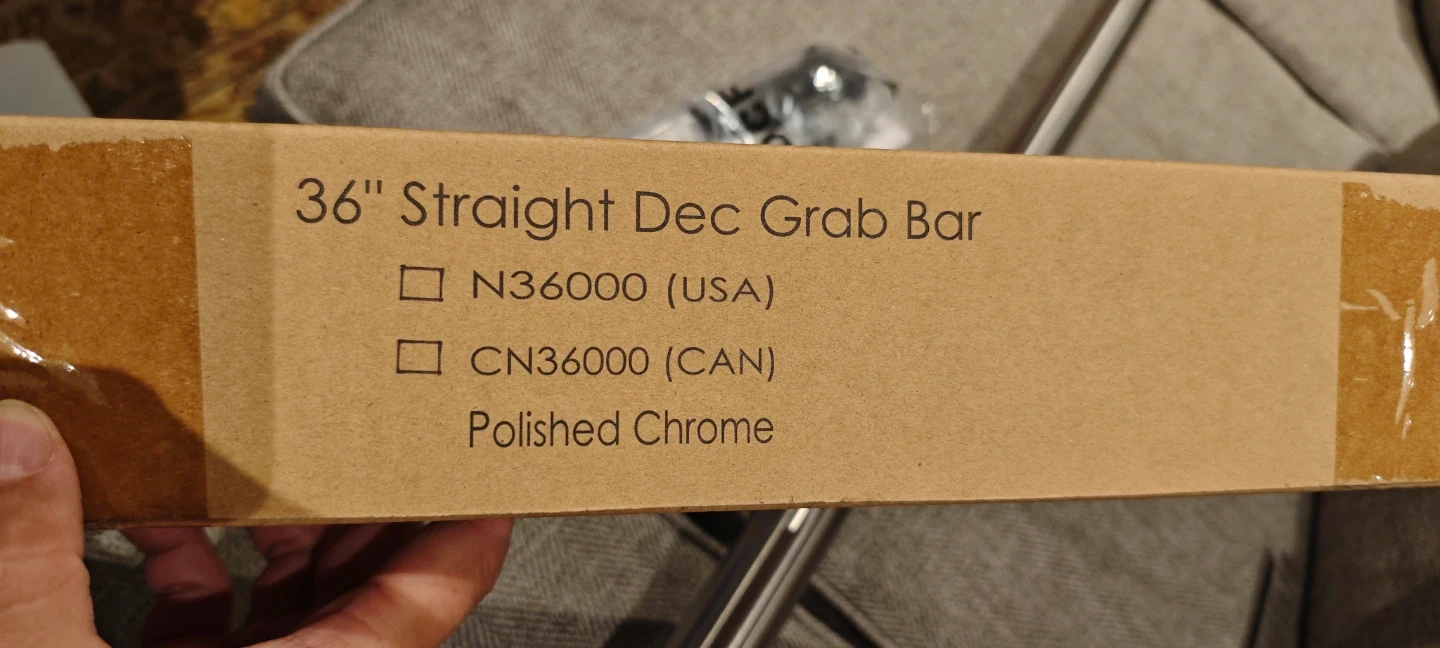 36" Straight Dec Grab Bar
☐ N36000 (USA)
☐ CN36000 (CAN)
Polished Chrome